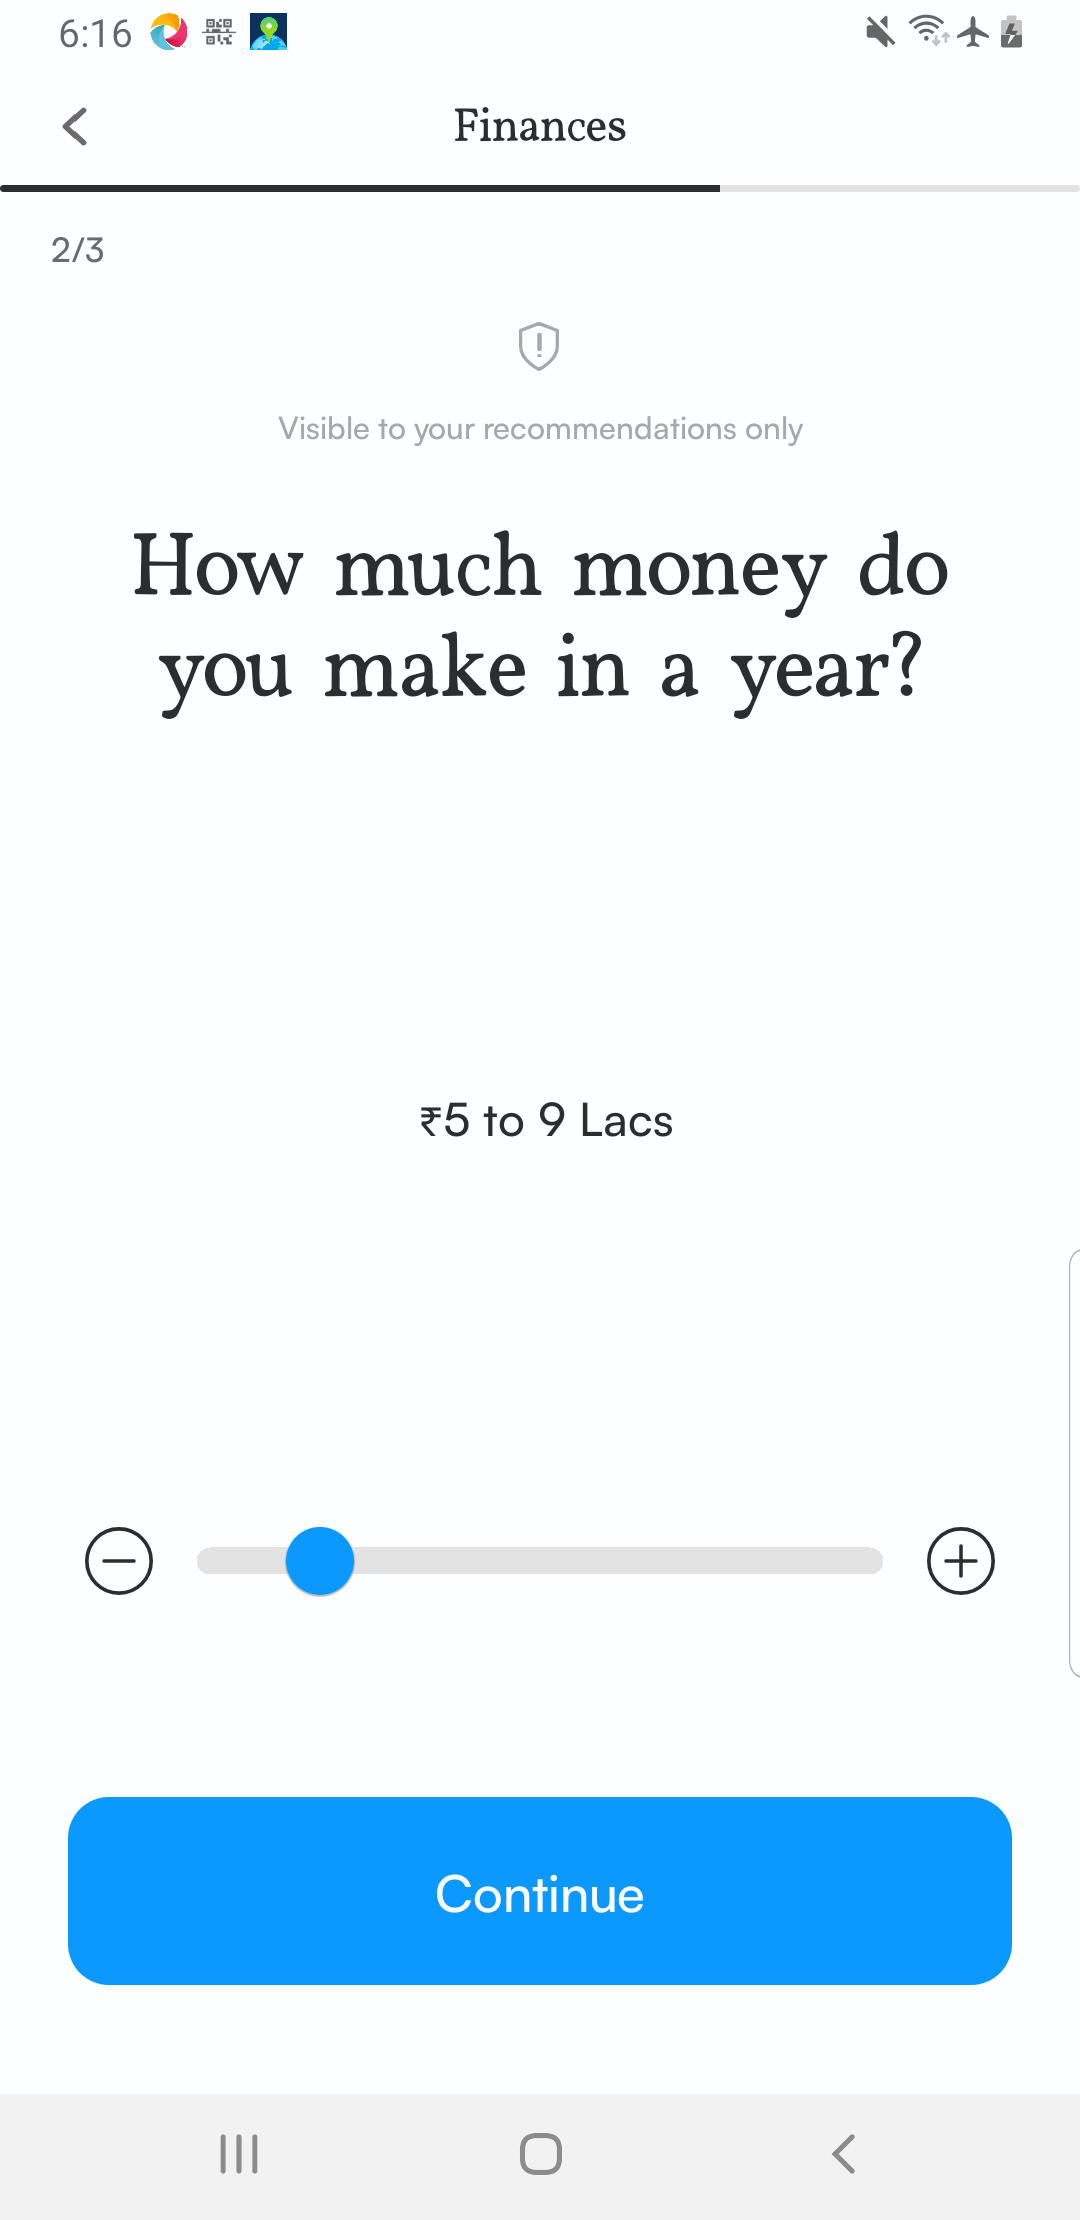 6:16
Finances
2/3
Visible to your recommendations only
How much money do
you make in a year?
₹5 to 9 Lacs
Continue